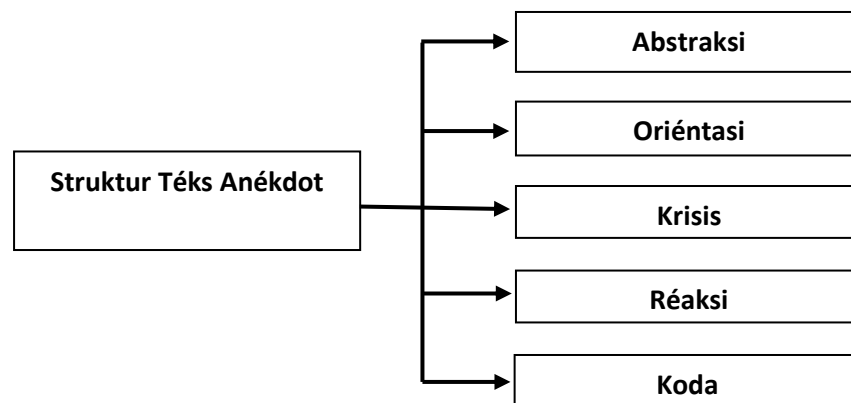 Struktur Téks Anékdot
Abstraksi
Oriéntasi
Krisis
Réaksi
Koda